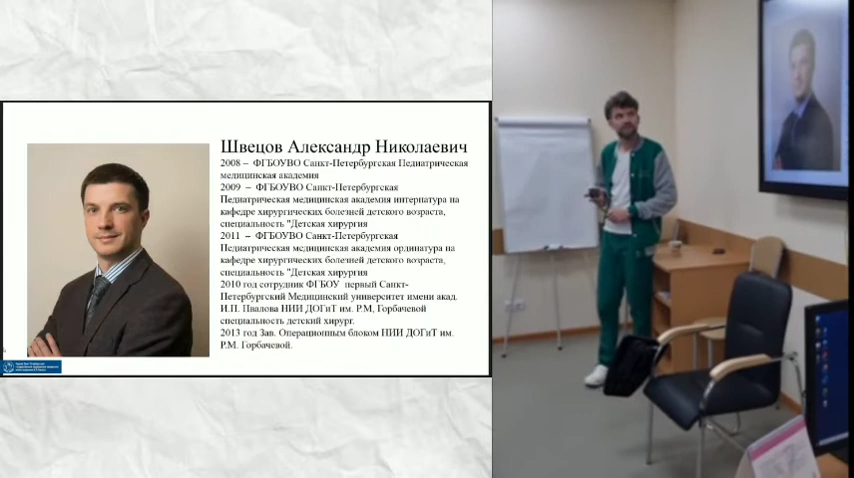 Швецов Александр Николаевич
2008 – ФГБОУВО Санкт-Петербургская Педиатрическая
медицинская академия
2009 – ФГБОУВО Санкт-Петербургская
Педиатрическая медицинская академия интернатура на
кафедре хирургических болезней детского возраста,
специальность "Детская хирургия
2011 – ФГБОУВО Санкт-Петербургская
Педиатрическая медицинская академия ординатура на
кафедре хирургических болезней детского возраста,
специальность "Детская хирургия
2010 год сотрудник ФГБОУ первый Санкт-
Петербургский Медицинский университет имени акад.
И.П. Павлова НИИ ДОГиТ им. Р.М, Горбачевой
специальность детский хирург.
2013 год Зав. Операционным блоком НИИ ДОГиТ им.
Р.М. Горбачевой.